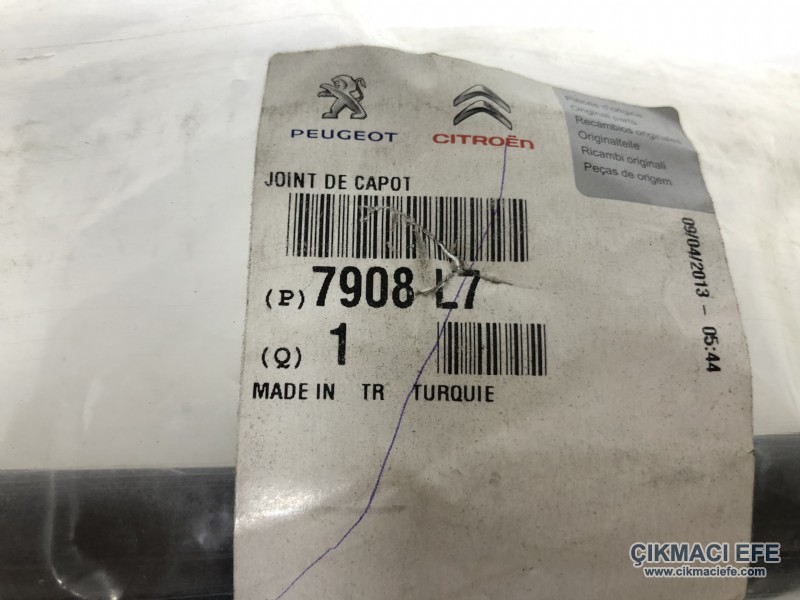 PEUGEOT CITROËN
Pièces d'origine
Original parts
Recambios originales
Originalteile
Ricambi originali
Peças de origem
JOINT DE CAPOT
09/04/2013 - 05:44
(P) 7908 L7
(Q) 1
MADE IN TR TURQUIE
ÇIKMACI EFE
www.cikmaciefe.com